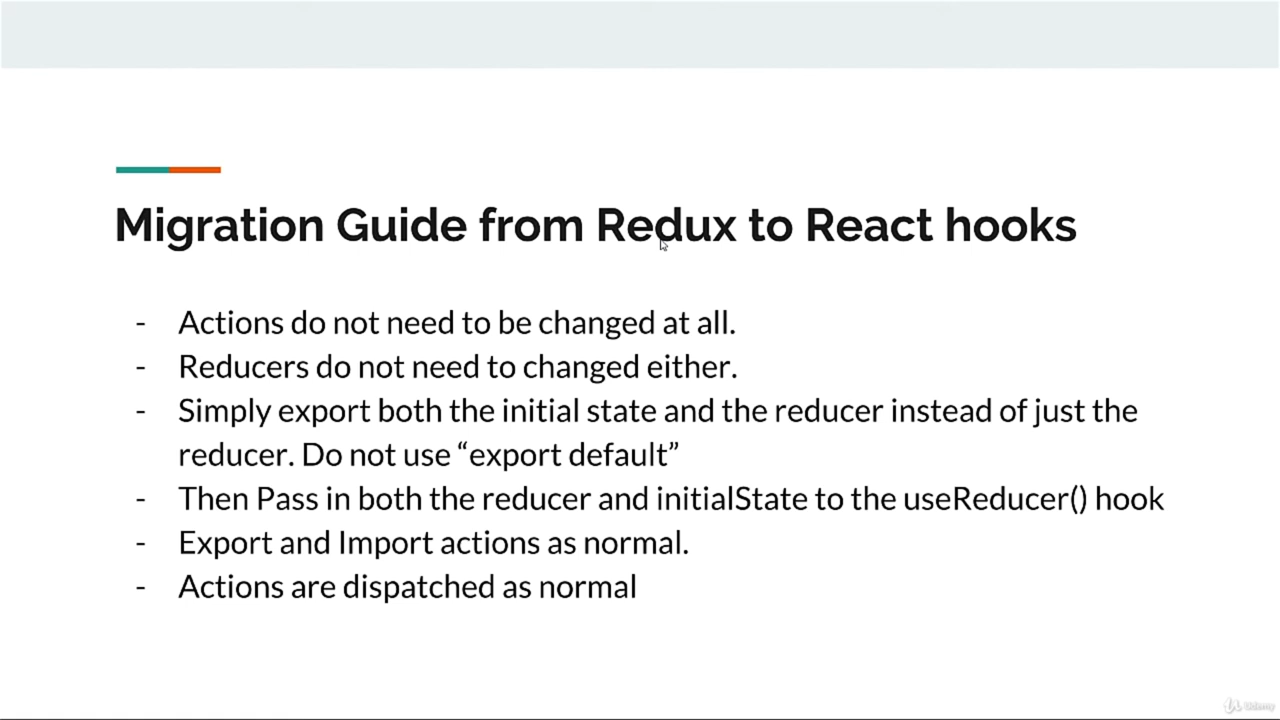 Migration Guide from Redux to React hooks
- Actions do not need to be changed at all.
- Reducers do not need to changed either.
- Simply export both the initial state and the reducer instead of just the
reducer. Do not use “export default”
- Then Pass in both the reducer and initialState to the useReducer() hook
- Export and Import actions as normal.
- Actions are dispatched as normal
Udemy